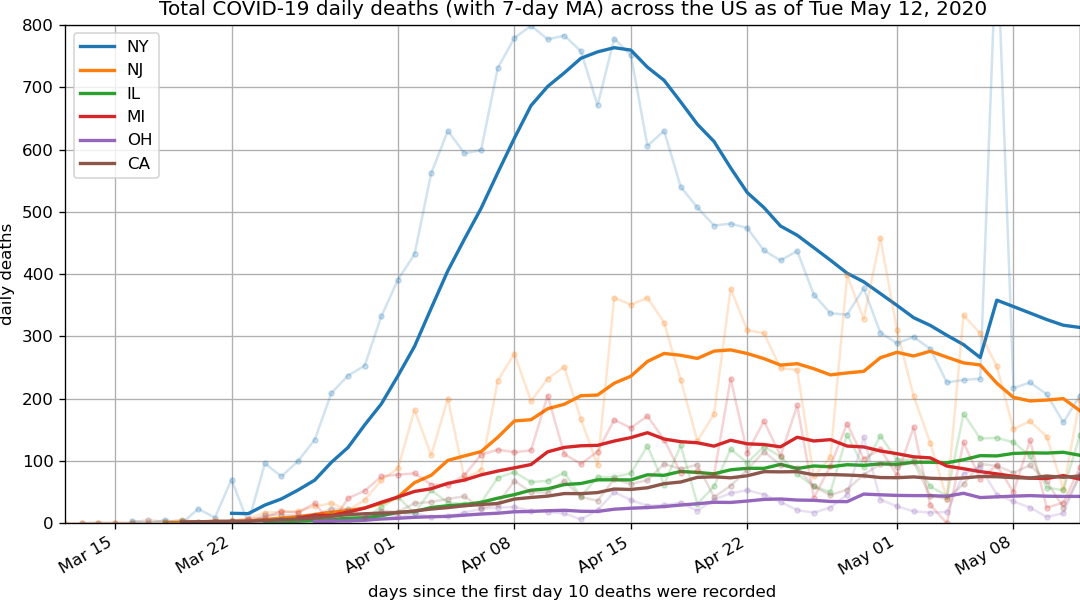 Total COVID-19 daily deaths (with 7-day MA) across the US as of Tue May 12, 2020
800
700
600
500
400
300
200
100
0
daily deaths
NY
NJ
IL
MI
OH
CA
Mar 15
Mar 22
Apr 01
Apr 08
Apr 15
Apr 22
May 01
May 08
days since the first day 10 deaths were recorded